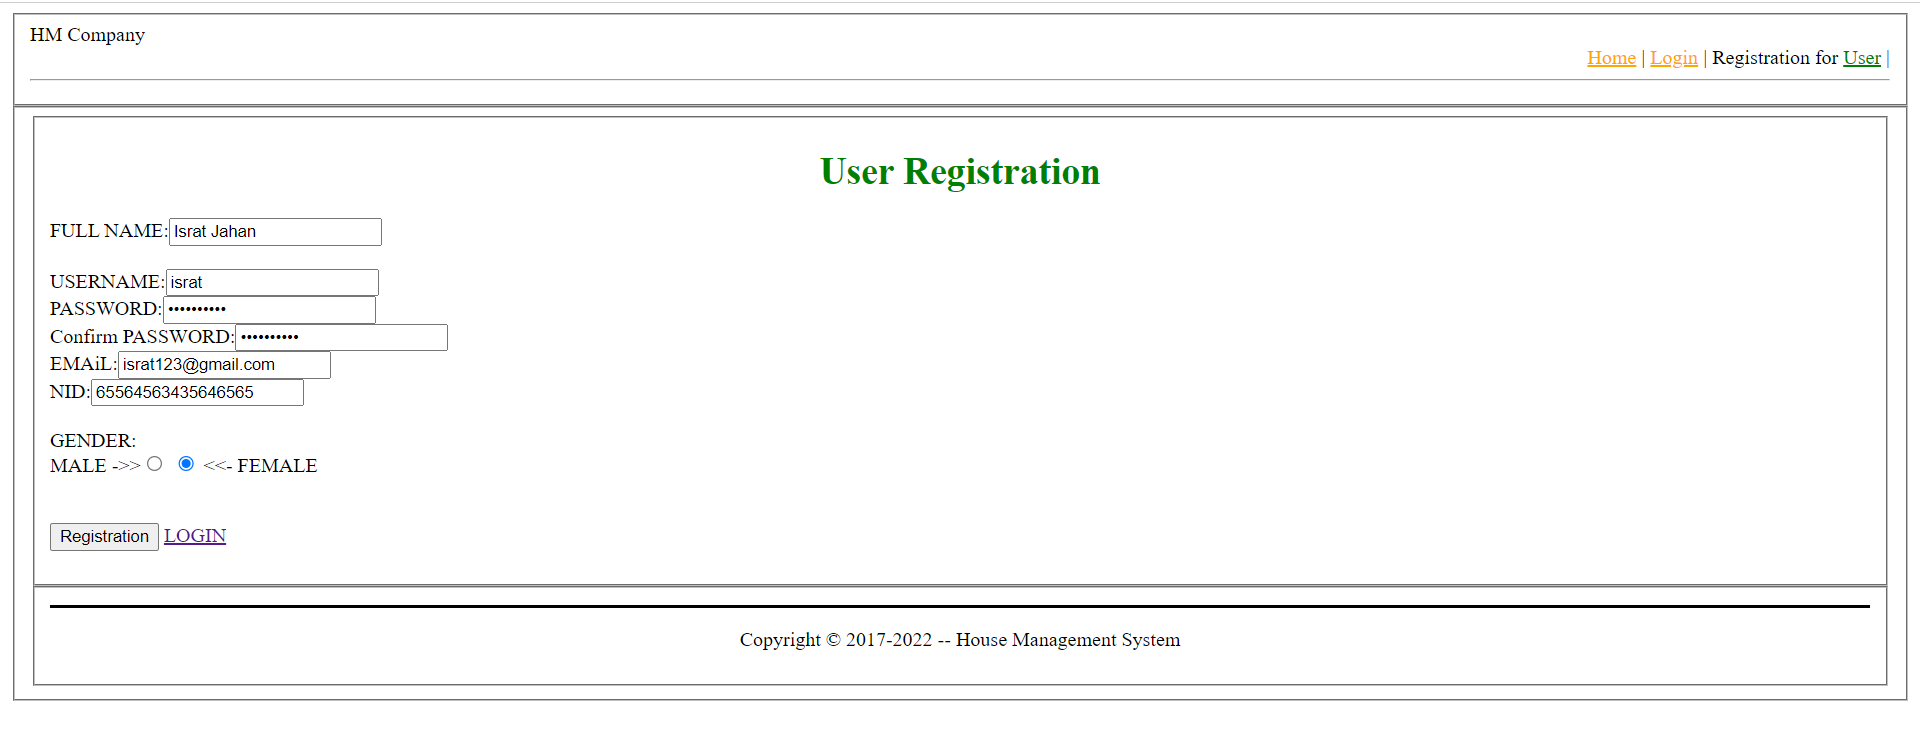 HM Company
Home | Login | Registration for User |
User Registration
FULL NAME: Israt Jahan
USERNAME: israt
PASSWORD: ••••••••••
Confirm PASSWORD: ••••••••••
EMAiL: israt123@gmail.com
NID: 65564563435646565
GENDER:
MALE ->> <<- FEMALE
Registration LOGIN
Copyright © 2017-2022 -- House Management System